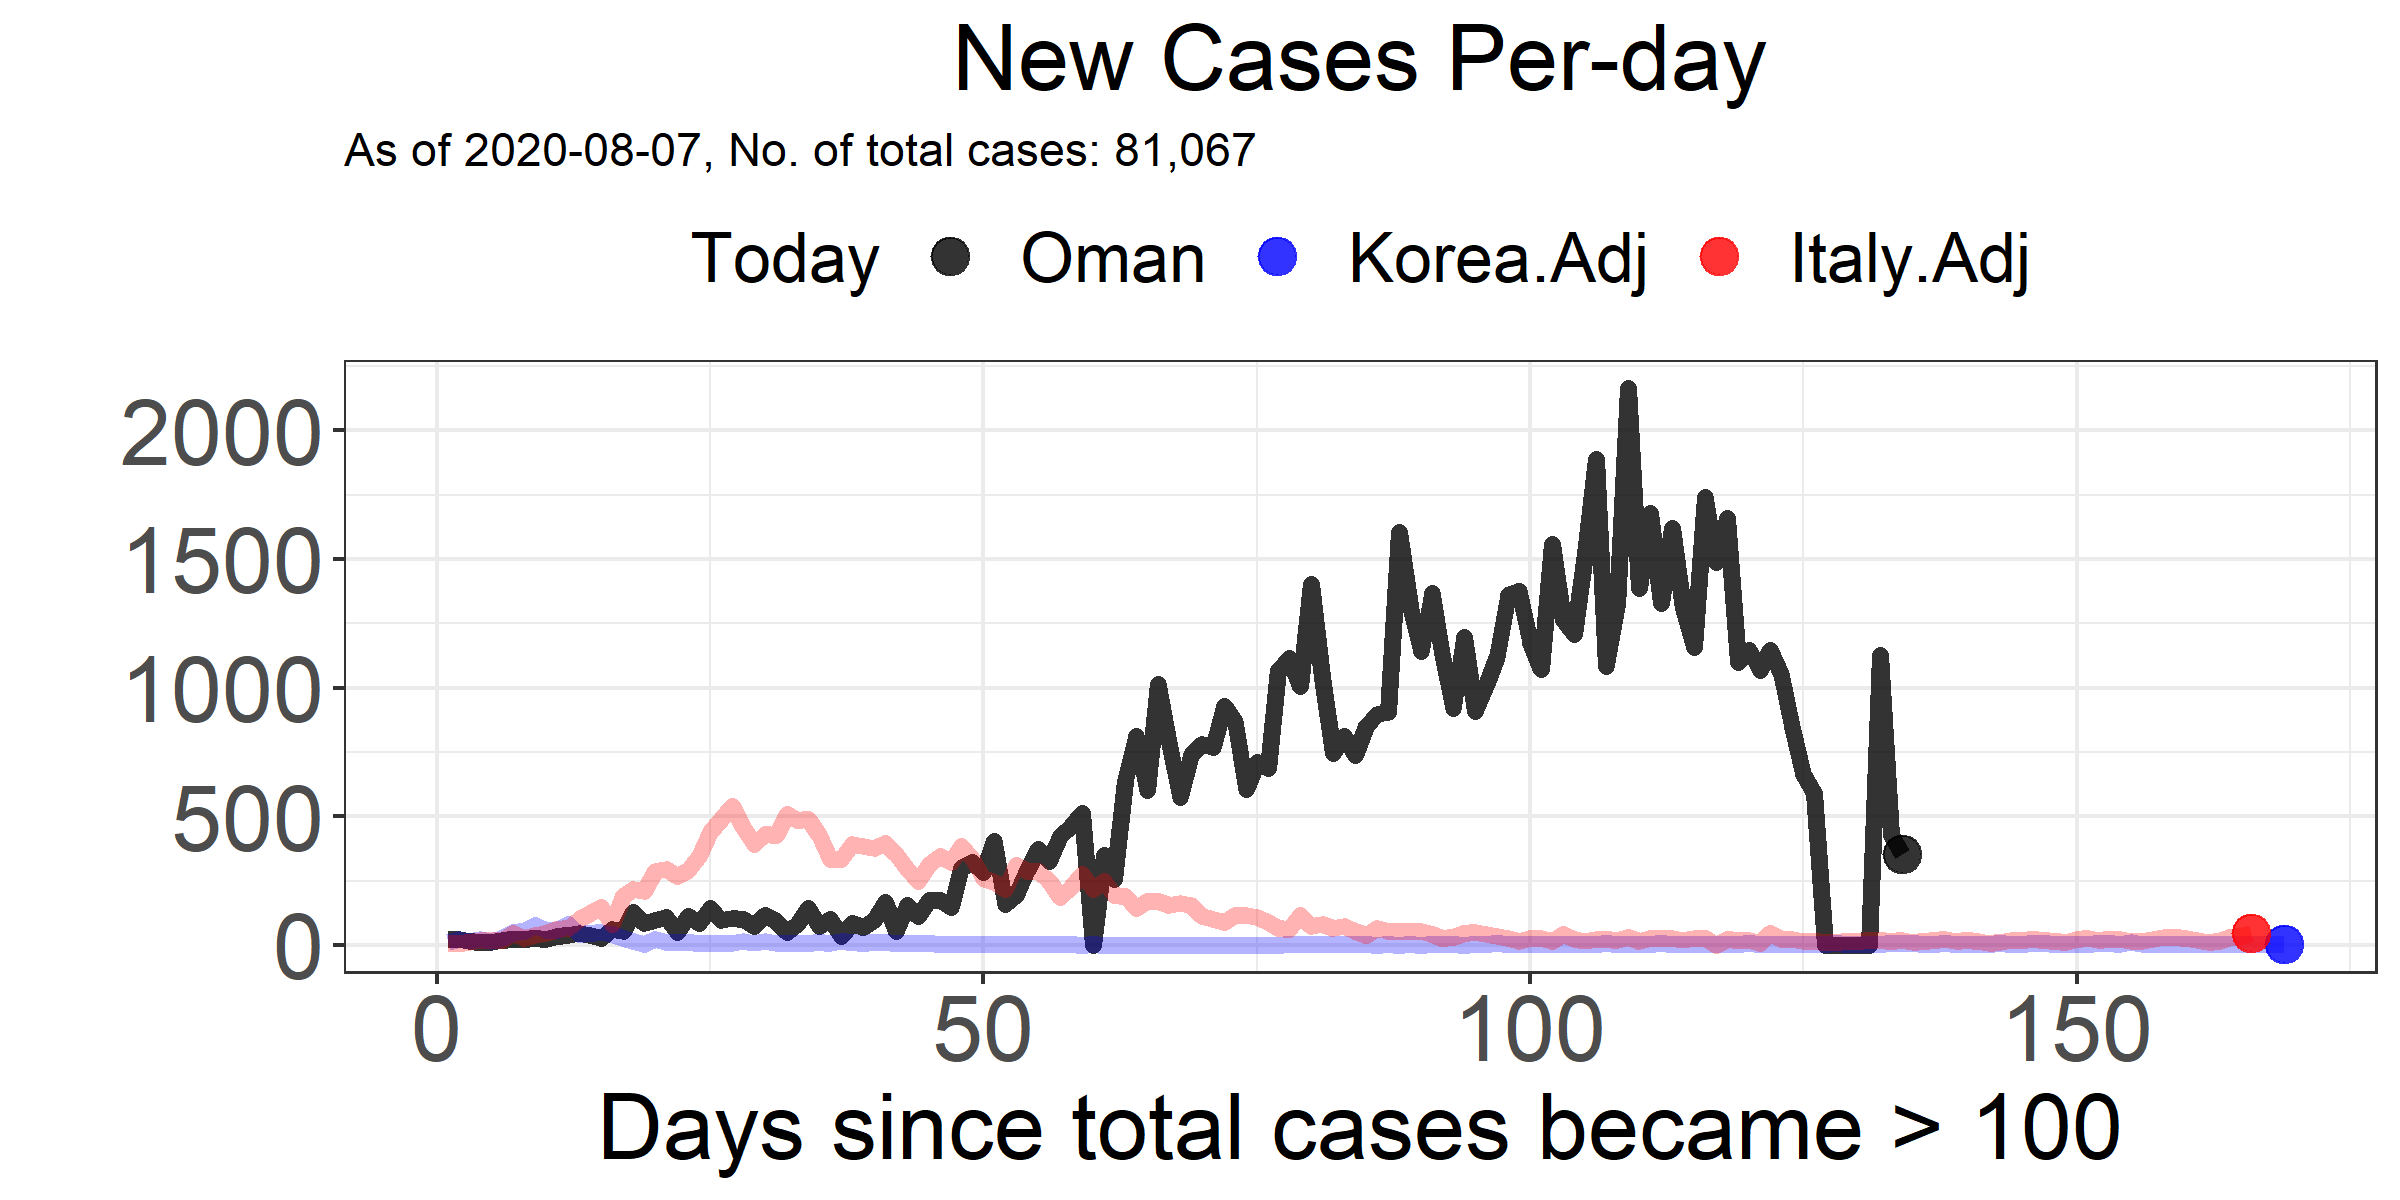 New Cases Per-day
As of 2020-08-07, No. of total cases: 81,067
Today Oman Korea.Adj Italy.Adj
2000
1500
1000
500
0
0 50 100 150
Days since total cases became > 100